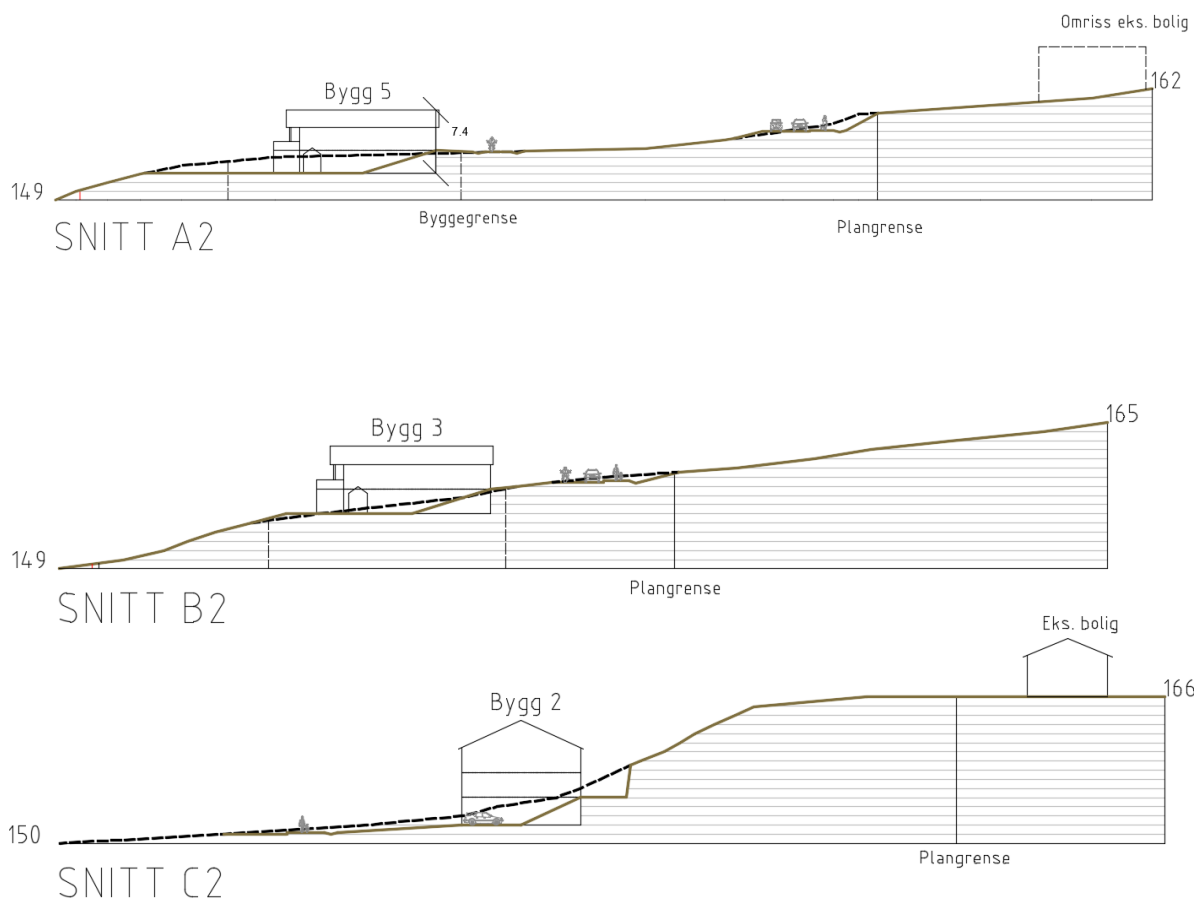 Omriss eks. bolig
162
Bygg 5
7.4
149
Byggegrense
Plangrense
SNITT A2
165
Bygg 3
149
Plangrense
SNITT B2
Eks. bolig
166
Bygg 2
150
Plangrense
SNITT C2